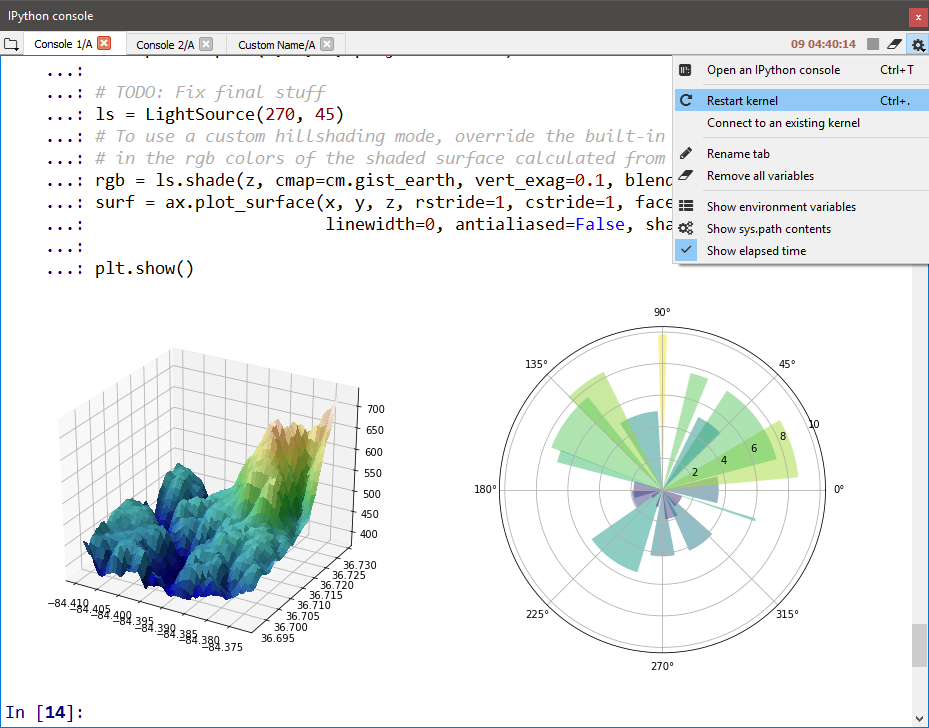 IPython console
Console 1/A
Console 2/A
Custom Name/A
09 04:40:14
Open an IPython console Ctrl+T
Restart kernel Ctrl+.
Connect to an existing kernel
Rename tab
Remove all variables
Show environment variables
Show sys.path contents
Show elapsed time
...:
...: # TODO: Fix final stuff
...: ls = LightSource(270, 45)
...: # To use a custom hillshading mode, override the built-in
...: # in the rgb colors of the shaded surface calculated from
...: rgb = ls.shade(z, cmap=cm.gist_earth, vert_exag=0.1, blend
...: surf = ax.plot_surface(x, y, z, rstride=1, cstride=1, face
...: linewidth=0, antialiased=False, sha
...:
...: plt.show()
700
650
600
550
500
450
400
36.730
36.725
36.720
36.715
36.710
36.705
36.700
36.695
−84.410
−84.405
−84.400
−84.395
−84.390
−84.385
−84.380
−84.375
90°
135°
45°
180°
0°
225°
315°
270°
2
4
6
8
10
In [14]: